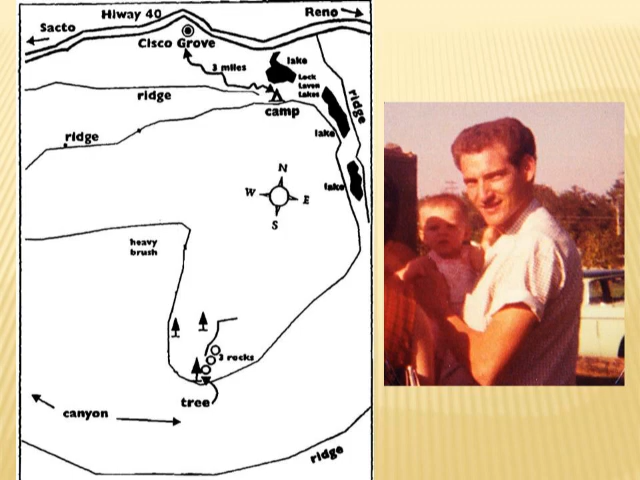 Hiway 40
Reno
Sacto
Cisco Grove
3 miles
lake
Lock
Laven
Lakes
ridge
ridge
camp
lake
ridge
N
W E
S
lake
heavy
brush
3 rocks
tree
canyon
ridge